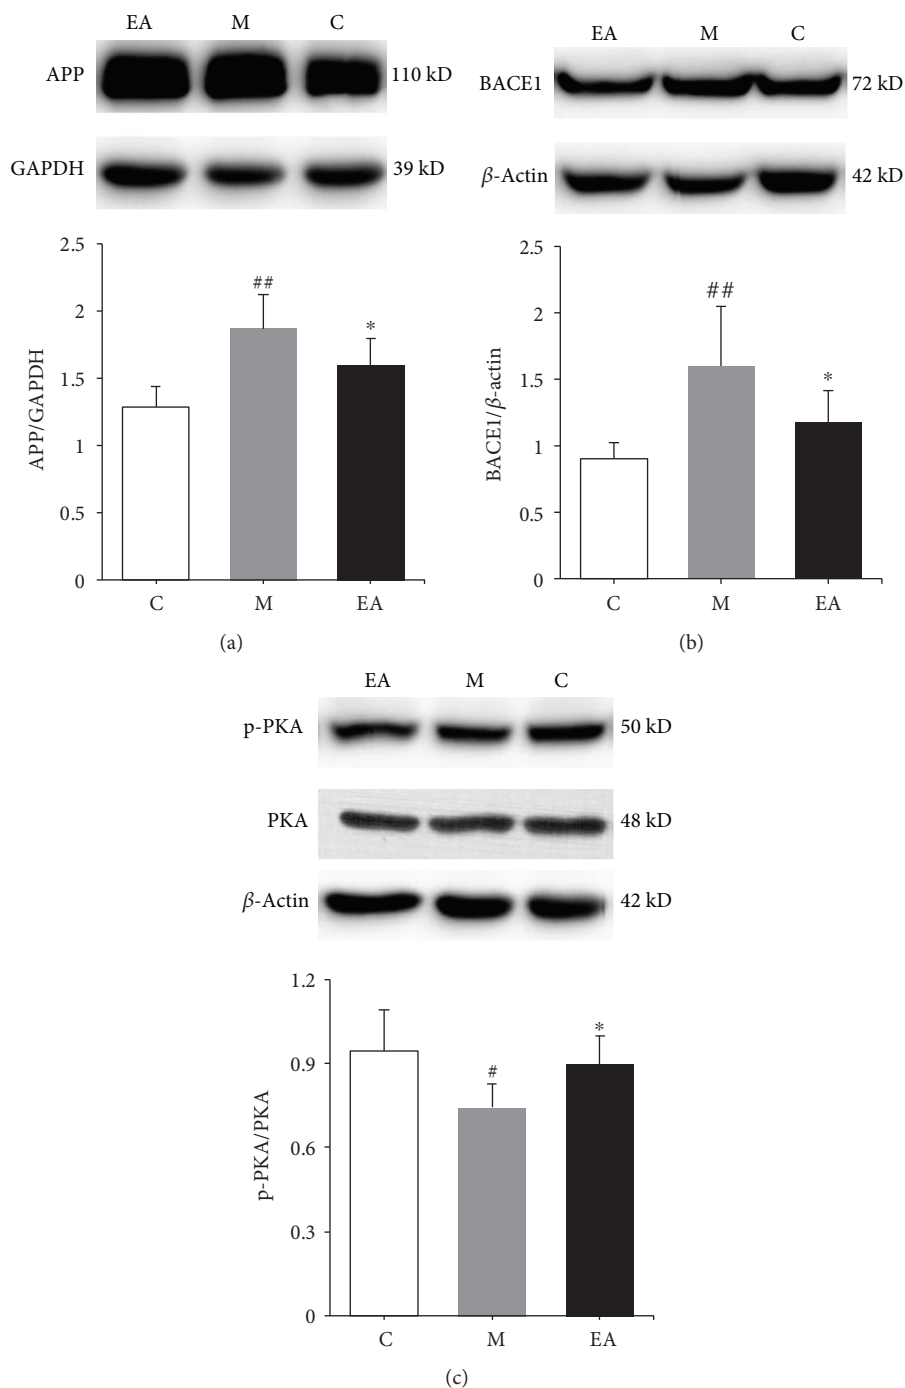 EA M C
APP 110 kD
GAPDH 39 kD
2.5
2
1.5
1
0.5
0
APP/GAPDH
##
*
C M EA
(a)
EA M C
BACE1 72 kD
β-Actin 42 kD
2.5
2
1.5
1
0.5
0
BACE1/β-actin
##
*
C M EA
(b)
EA M C
p-PKA 50 kD
PKA 48 kD
β-Actin 42 kD
1.2
0.9
0.6
0.3
0
p-PKA/PKA
#
*
C M EA
(c)